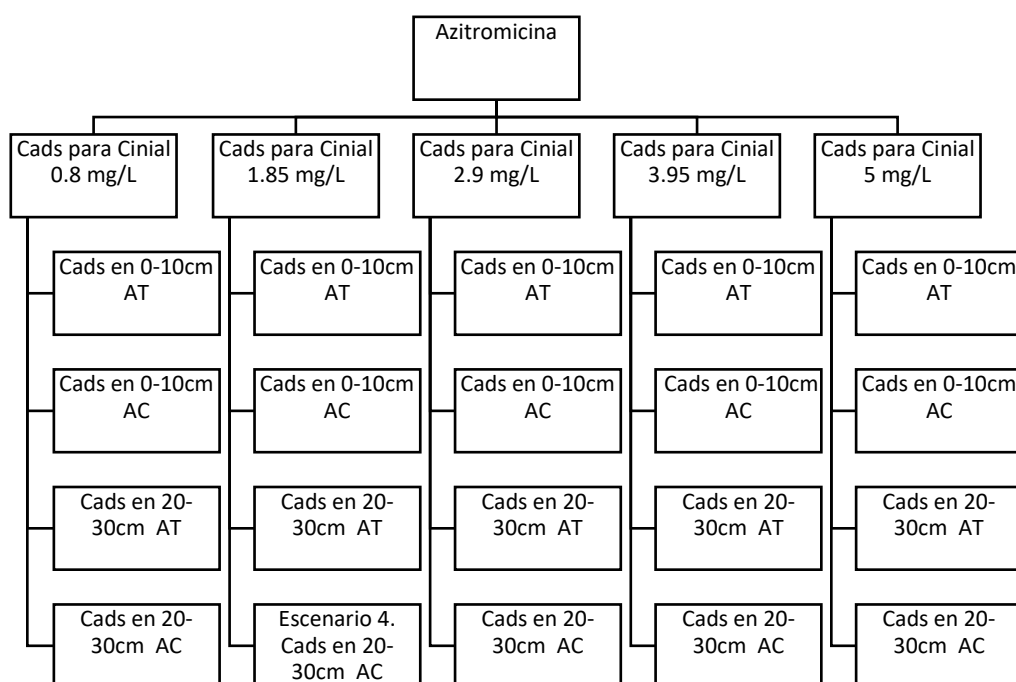 Azitromicina
Cads para Cinial
0.8 mg/L
Cads para Cinial
1.85 mg/L
Cads para Cinial
2.9 mg/L
Cads para Cinial
3.95 mg/L
Cads para Cinial
5 mg/L
Cads en 0-10cm
AT
Cads en 0-10cm
AT
Cads en 0-10cm
AT
Cads en 0-10cm
AT
Cads en 0-10cm
AT
Cads en 0-10cm
AC
Cads en 0-10cm
AC
Cads en 0-10cm
AC
Cads en 0-10cm
AC
Cads en 0-10cm
AC
Cads en 20-
30cm AT
Cads en 20-
30cm AT
Cads en 20-
30cm AT
Cads en 20-
30cm AT
Cads en 20-
30cm AT
Cads en 20-
30cm AC
Escenario 4.
Cads en 20-
30cm AC
Cads en 20-
30cm AC
Cads en 20-
30cm AC
Cads en 20-
30cm AC